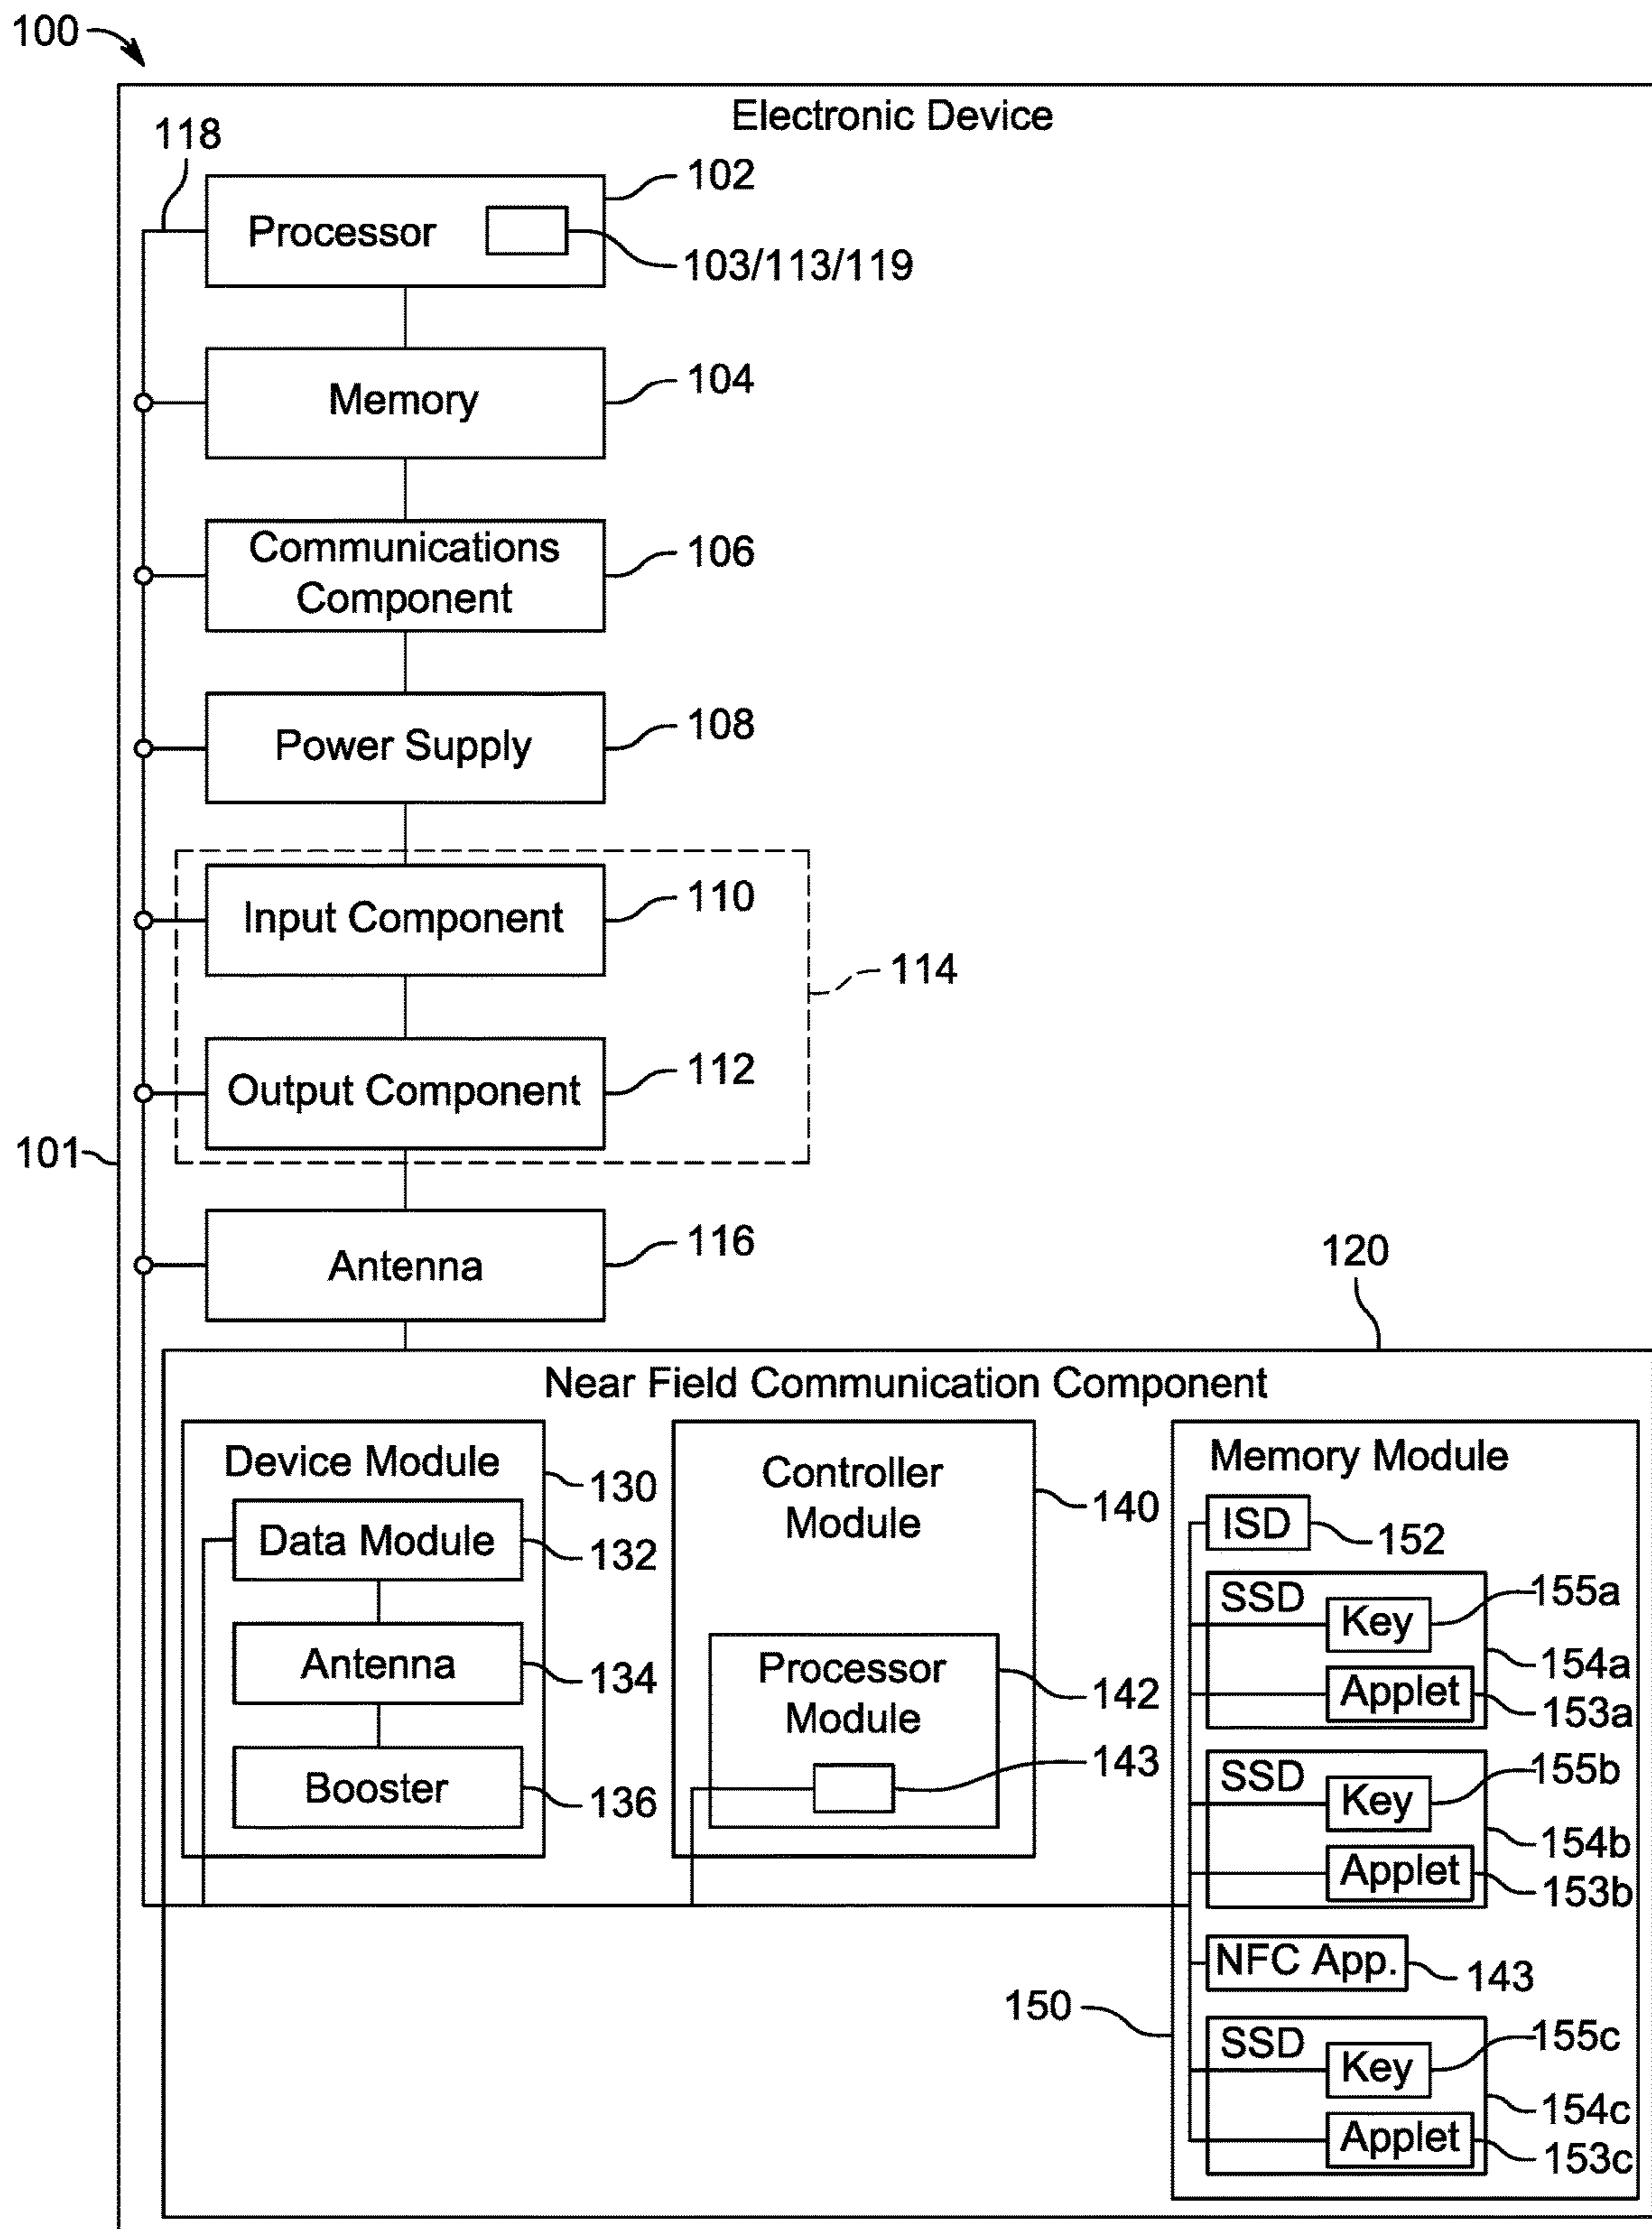 100
Electronic Device
118
102
Processor
103/113/119
Memory
104
Communications
Component
106
Power Supply
108
Input Component
110
114
Output Component
112
101
Antenna
116
120
Near Field Communication Component
Device Module
130
Data Module
132
Antenna
134
Booster
136
Controller
Module
140
Processor
Module
142
143
Memory Module
ISD
152
SSD
Key
155a
154a
Applet
153a
SSD
Key
155b
154b
Applet
153b
NFC App.
143
150
SSD
Key
155c
154c
Applet
153c